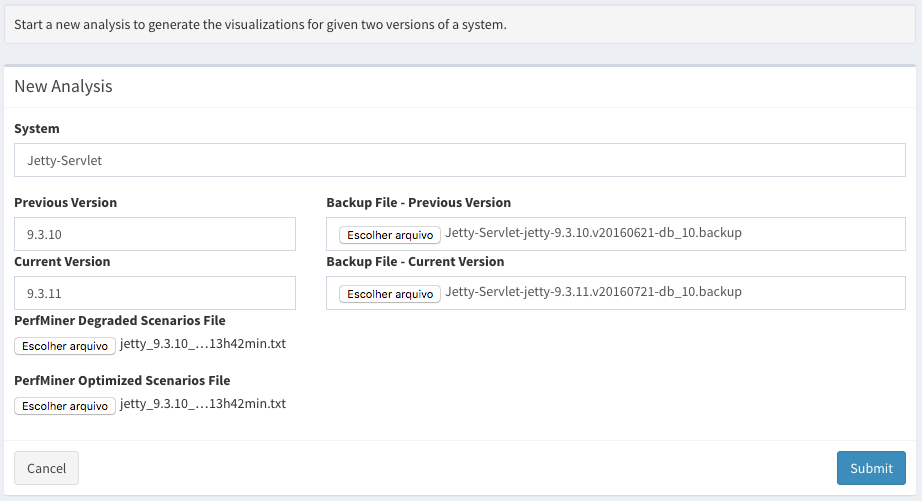 Start a new analysis to generate the visualizations for given two versions of a system.
New Analysis
System
Jetty-Servlet
Previous Version
Backup File - Previous Version
9.3.10
Escolher arquivo Jetty-Servlet-jetty-9.3.10.v20160621-db_10.backup
Current Version
Backup File - Current Version
9.3.11
Escolher arquivo Jetty-Servlet-jetty-9.3.11.v20160721-db_10.backup
PerfMiner Degraded Scenarios File
Escolher arquivo jetty_9.3.10_...13h42min.txt
PerfMiner Optimized Scenarios File
Escolher arquivo jetty_9.3.10_...13h42min.txt
Cancel
Submit